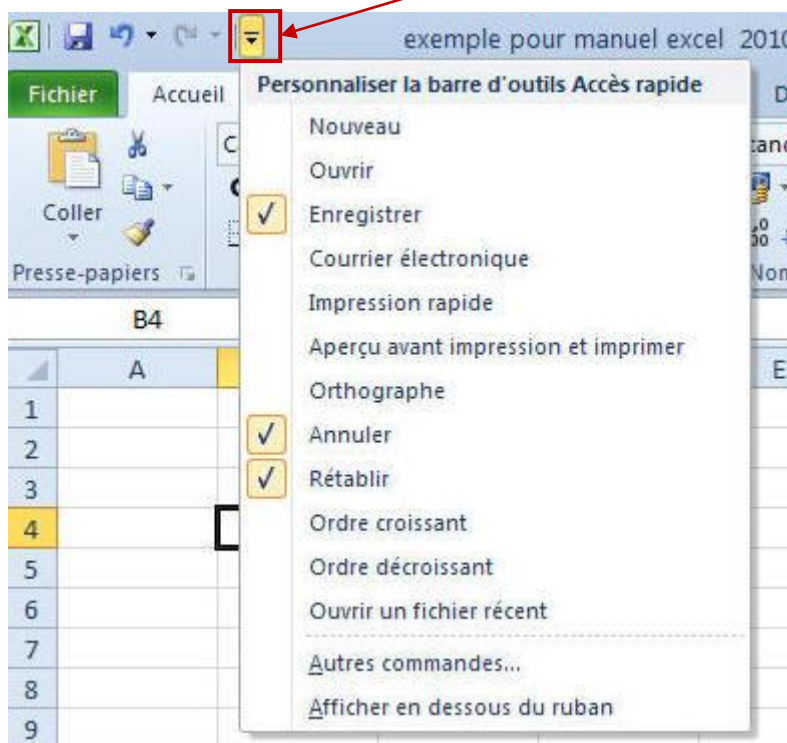 exemple pour manuel excel 2010
Fichier Accueil
Personnaliser la barre d'outils Accès rapide
Nouveau
Ouvrir
Enregistrer
Courrier électronique
Impression rapide
Aperçu avant impression et imprimer
Orthographe
Annuler
Rétablir
Ordre croissant
Ordre décroissant
Ouvrir un fichier récent
Autres commandes...
Afficher en dessous du ruban
Coller
Presse-papiers
B4
A E
1
2
3
4
5
6
7
8
9